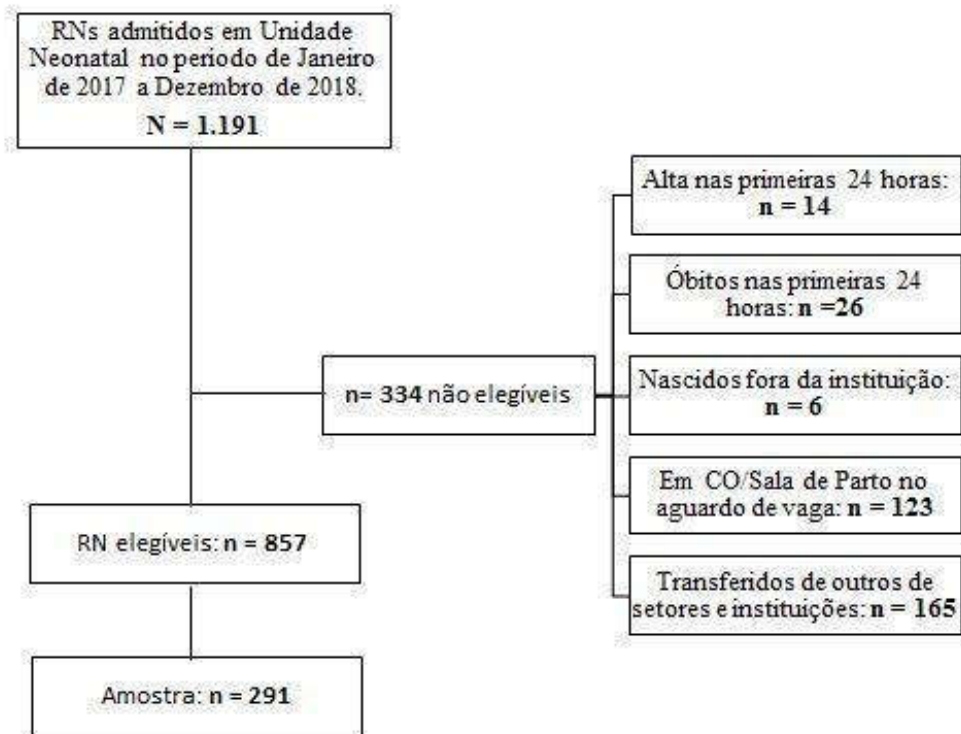 RNs admitidos em Unidade
Neonatal no período de Janeiro
de 2017 a Dezembro de 2018.
N = 1.191
Alta nas primeiras 24 horas:
n = 14
Óbitos nas primeiras 24
horas: n =26
n= 334 não elegíveis
Nascidos fora da instituição:
n = 6
Em CO/Sala de Parto no
aguardo de vaga: n = 123
RN elegíveis: n = 857
Transferidos de outros de
setores e instituições: n = 165
Amostra: n = 291